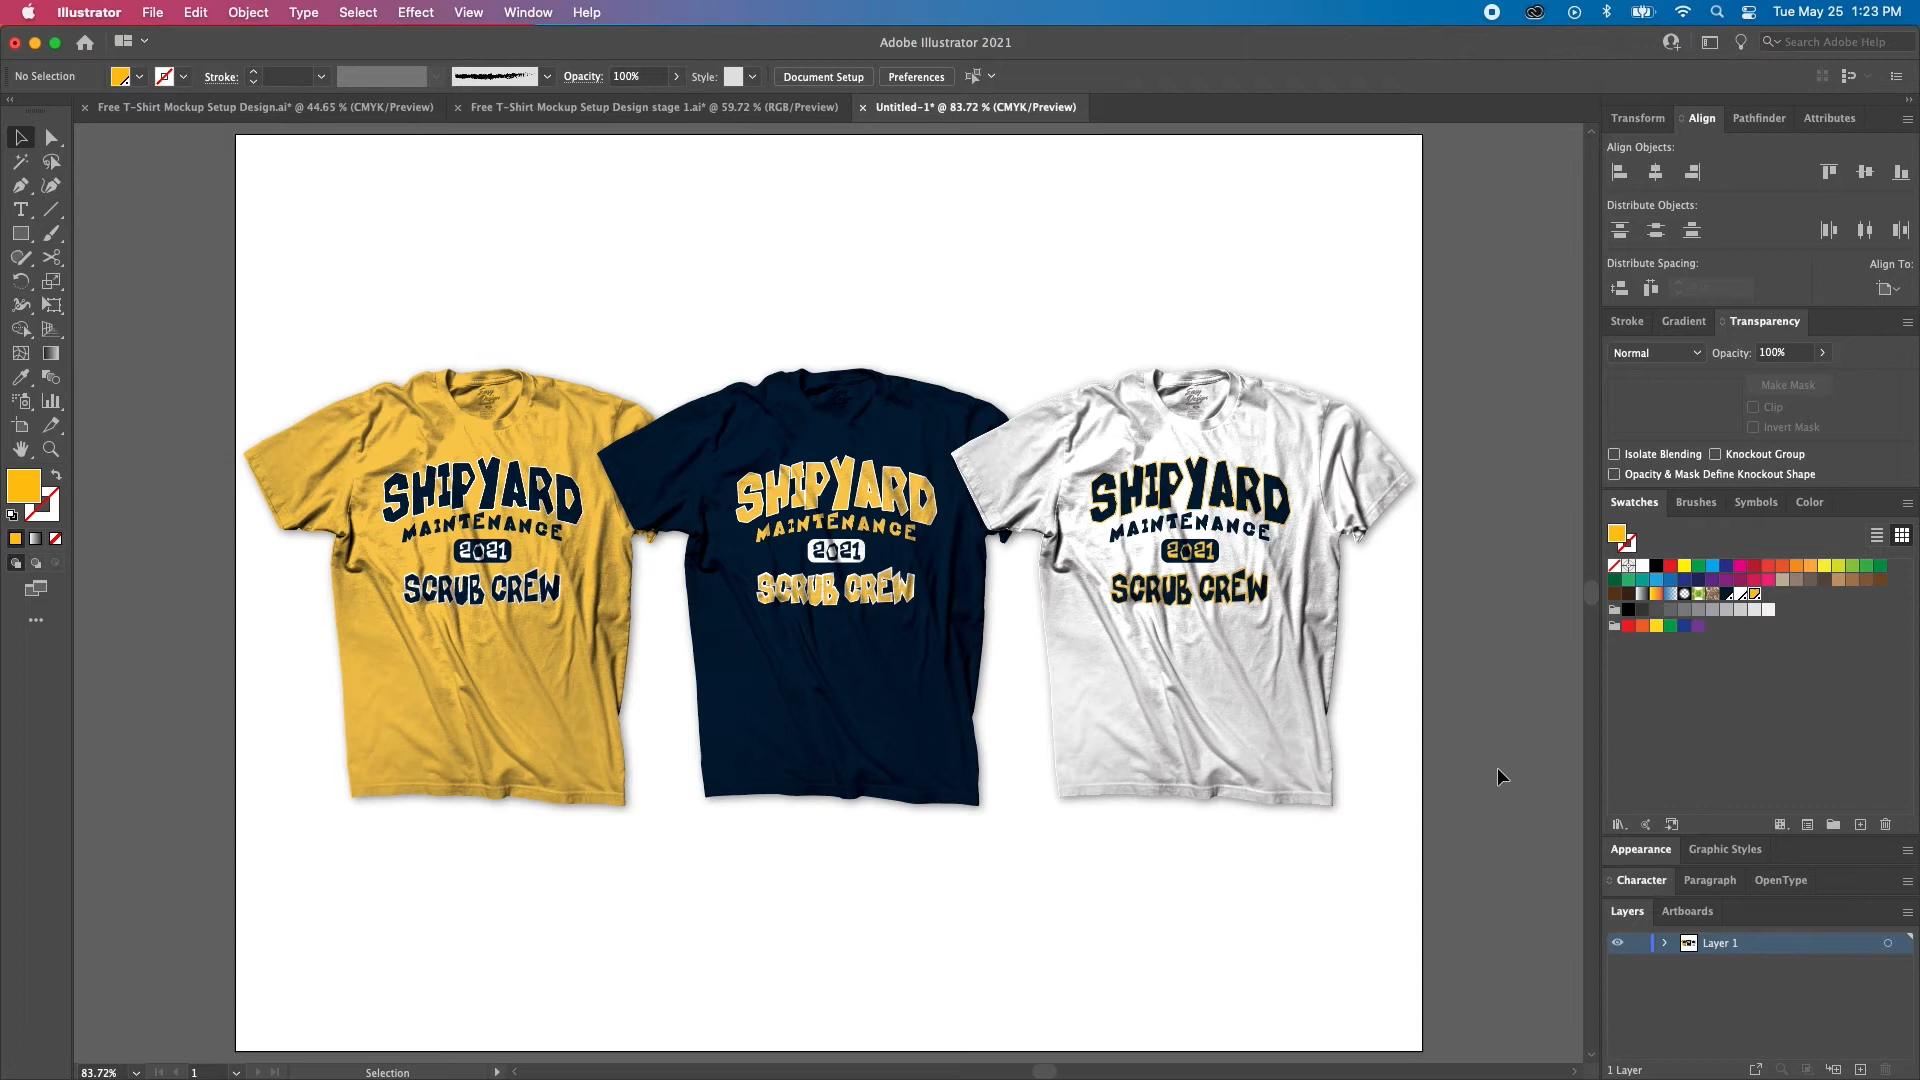 Illustrator File Edit Object Type Select Effect View Window Help Tue May 25 1:23 PM
Adobe Illustrator 2021 Search Adobe Help
No Selection Stroke: Opacity: 100% Style: Document Setup Preferences
Free T-Shirt Mockup Setup Design.ai* @ 44.65 % (CMYK/Preview) Free T-Shirt Mockup Setup Design stage 1.ai* @ 59.72 % (RGB/Preview) Untitled-1* @ 83.72 % (CMYK/Preview)
Transform Align Pathfinder Attributes
Align Objects:
Distribute Objects:
Distribute Spacing: Align To:
Stroke Gradient Transparency
Normal Opacity: 100%
Make Mask
Clip
Invert Mask
Isolate Blending Knockout Group
Opacity & Mask Define Knockout Shape
Swatches Brushes Symbols Color
SHIPYARD
MAINTENANCE
2021
SCRUB CREW
SHIPYARD
MAINTENANCE
2021
SCRUB CREW
SHIPYARD
MAINTENANCE
2021
SCRUB CREW
Appearance Graphic Styles
Character Paragraph OpenType
Layers Artboards
Layer 1
1 Layer
83.72% 1 Selection